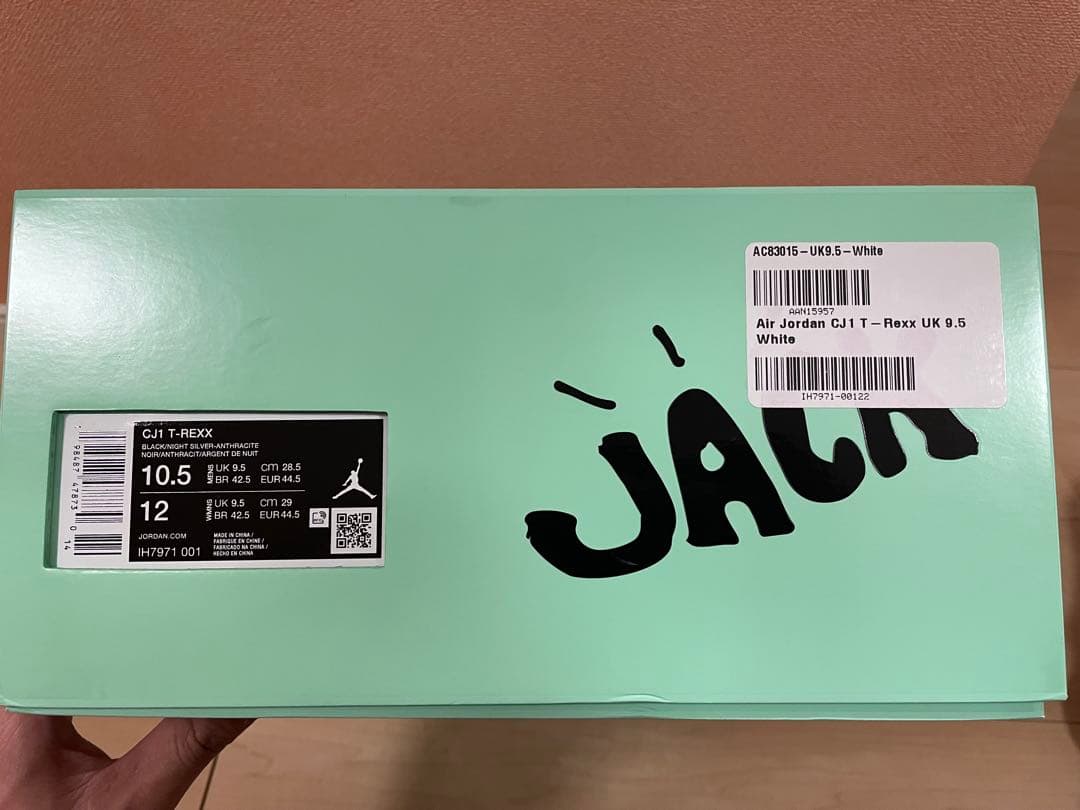 AC83015-UK9.5-White
AAN15957
Air Jordan CJ1 T-Rexx UK 9.5
White
IH7971-00122
JACK
CJ1 T-REXX
BLACK/NIGHT SILVER-ANTHRACITE
NOIR/ANTHRACIT/ARGENT DE NUIT
10.5 MENS UK 9.5 CM 28.5
BR 42.5 EUR 44.5
12 WMNS UK 9.5 CM 29
BR 42.5 EUR 44.5
JORDAN.COM
IH7971 001
MADE IN CHINA /
FABRIQUE EN CHINE /
FABRICADO NA CHINA /
HECHO EN CHINA